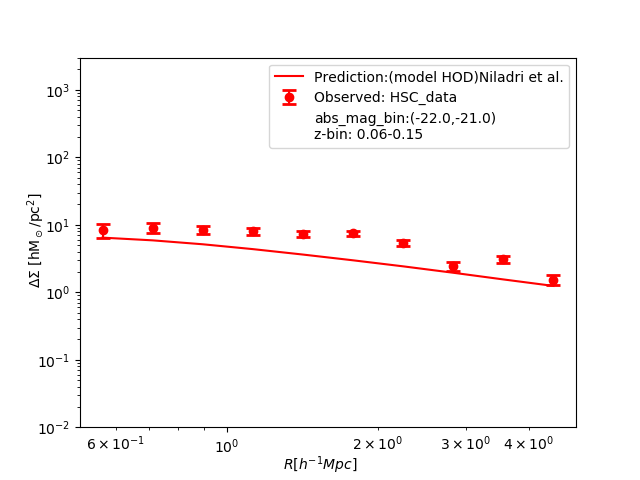 Prediction:(model HOD)Niladri et al.
Observed: HSC_data
abs_mag_bin:(-22.0,-21.0)
z-bin: 0.06-0.15
ΔΣ [hM☉/pc²]
10³
10²
10¹
10⁰
10⁻¹
10⁻²
6 × 10⁻¹ 10⁰ 2 × 10⁰ 3 × 10⁰ 4 × 10⁰
R[h⁻¹Mpc]